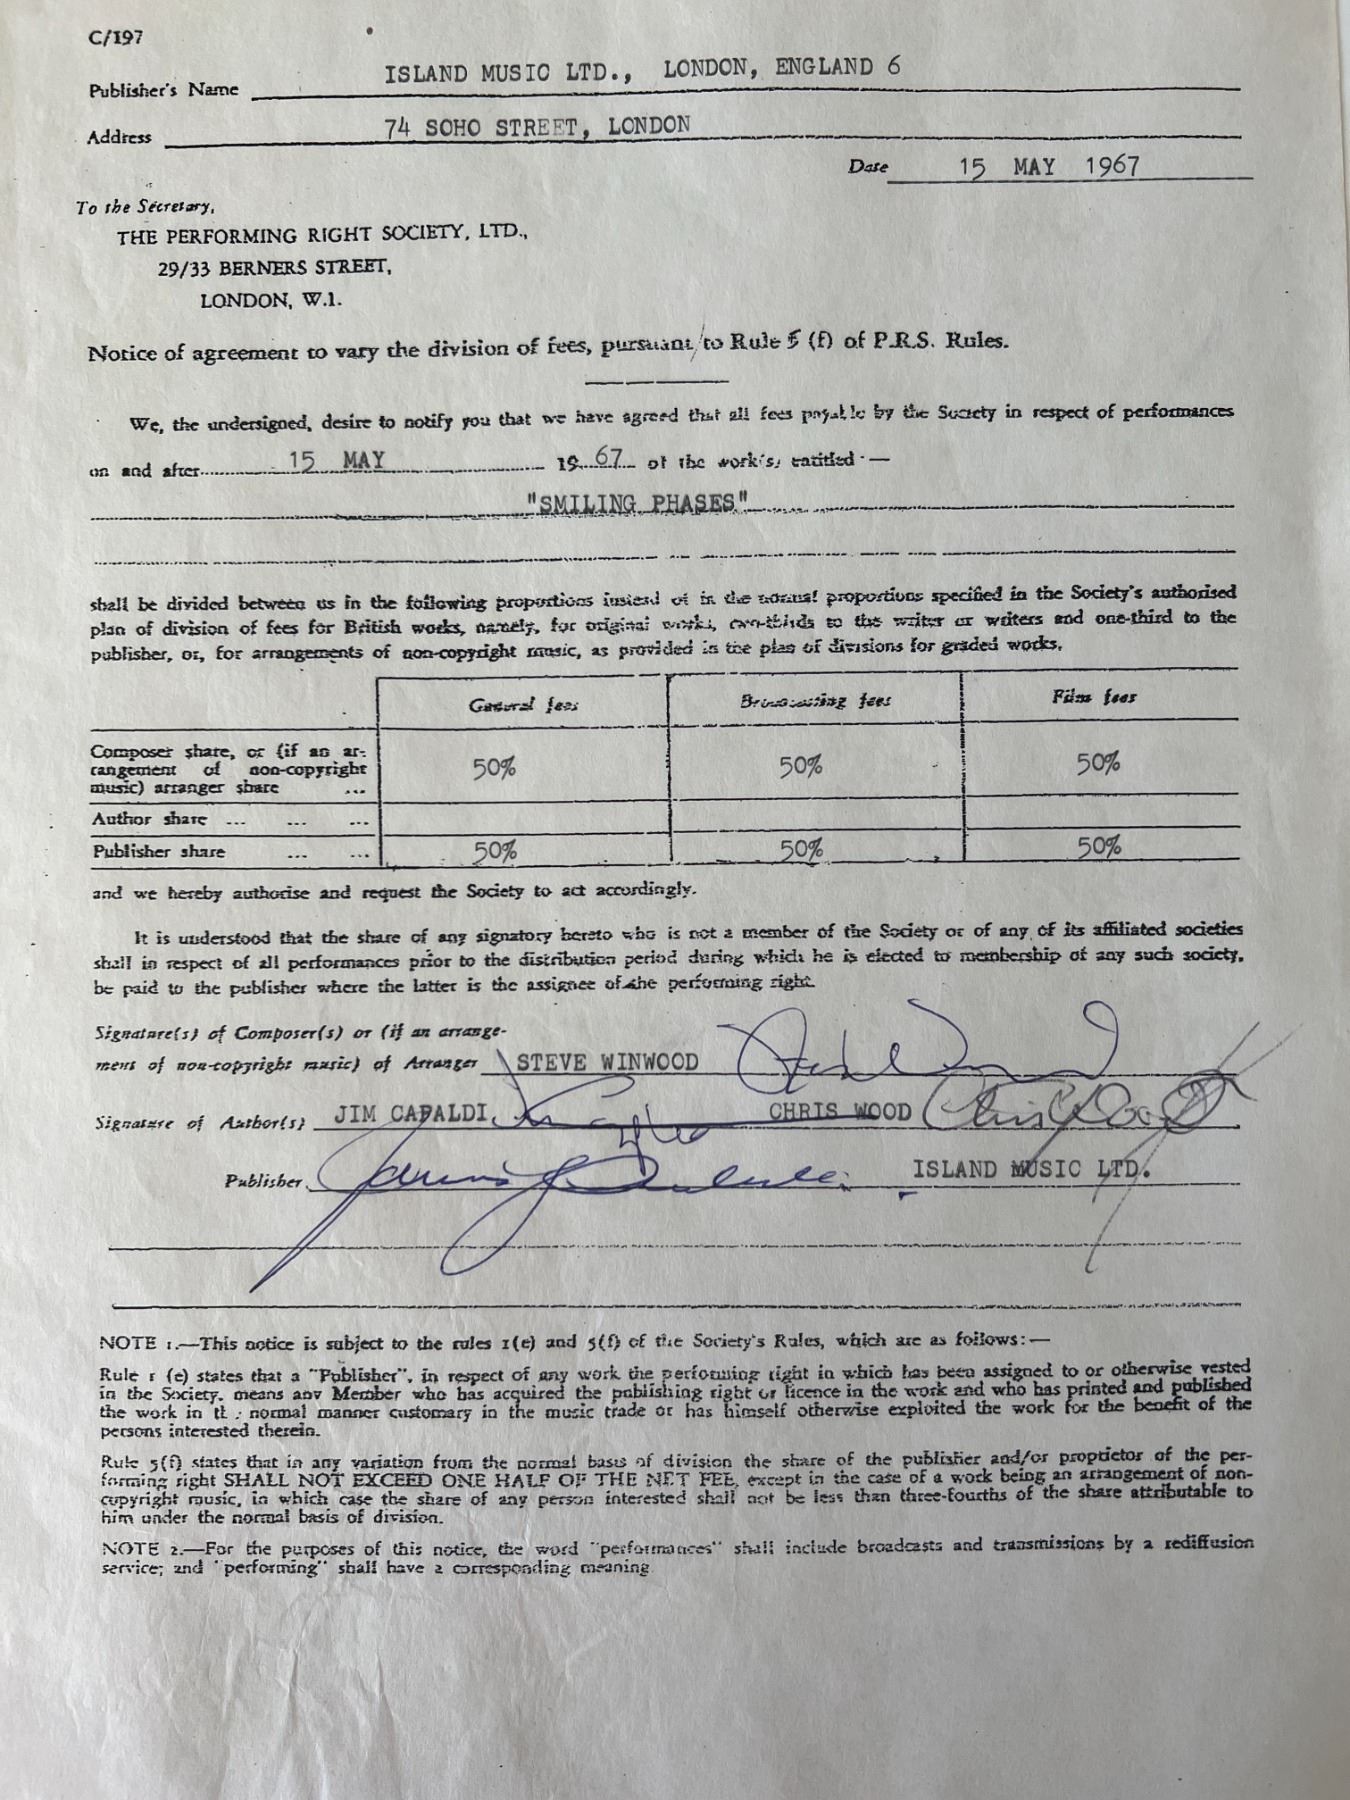 C/197
Publisher's Name ISLAND MUSIC LTD., LONDON, ENGLAND 6
Address 74 SOHO STREET, LONDON
Date 15 MAY 1967
To the Secretary,
THE PERFORMING RIGHT SOCIETY, LTD.,
29/33 BERNERS STREET,
LONDON, W.1.
Notice of agreement to vary the division of fees, pursuant to Rule 5 (f) of P.R.S. Rules.
We, the undersigned, desire to notify you that we have agreed that all fees payable by the Society in respect of performances
on and after 15 MAY 19 67 of the work(s) entitled:—
"SMILING PHASES"
shall be divided between us in the following proportions instead of in the normal proportions specified in the Society's authorised
plan of division of fees for British works, namely, for original works, two-thirds to the writer or writers and one-third to the
publisher, or, for arrangements of non-copyright music, as provided in the plan of divisions for graded works.
General fees Broadcasting fees Film fees
Composer share, or (if an ar-
rangement of non-copyright
music) arranger share ... 50% 50% 50%
Author share ... ... ...
Publisher share ... ... 50% 50% 50%
and we hereby authorise and request the Society to act accordingly.
It is understood that the share of any signatory hereto who is not a member of the Society or of any of its affiliated societies
shall in respect of all performances prior to the distribution period during which he is elected to membership of any such society,
be paid to the publisher where the latter is the assignee of the performing right.
Signature(s) of Composer(s) or (if an arrange-
ment of non-copyright music) of Arranger STEVE WINWOOD
Signature of Author(s) JIM CAPALDI CHRIS WOOD Chris Wood
Publisher ISLAND MUSIC LTD.
NOTE 1.—This notice is subject to the rules 1(e) and 5(f) of the Society's Rules, which are as follows:—
Rule 1 (e) states that a "Publisher", in respect of any work the performing right in which has been assigned to or otherwise vested
in the Society, means any Member who has acquired the publishing right or licence in the work and who has printed and published
the work in the normal manner customary in the music trade or has himself otherwise exploited the work for the benefit of the
persons interested therein.
Rule 5(f) states that in any variation from the normal basis of division the share of the publisher and/or proprietor of the per-
forming right SHALL NOT EXCEED ONE HALF OF THE NET FEE, except in the case of a work being an arrangement of non-
copyright music, in which case the share of any person interested shall not be less than three-fourths of the share attributable to
him under the normal basis of division.
NOTE 2.—For the purposes of this notice, the word "performances" shall include broadcasts and transmissions by a rediffusion
service; and "performing" shall have a corresponding meaning.